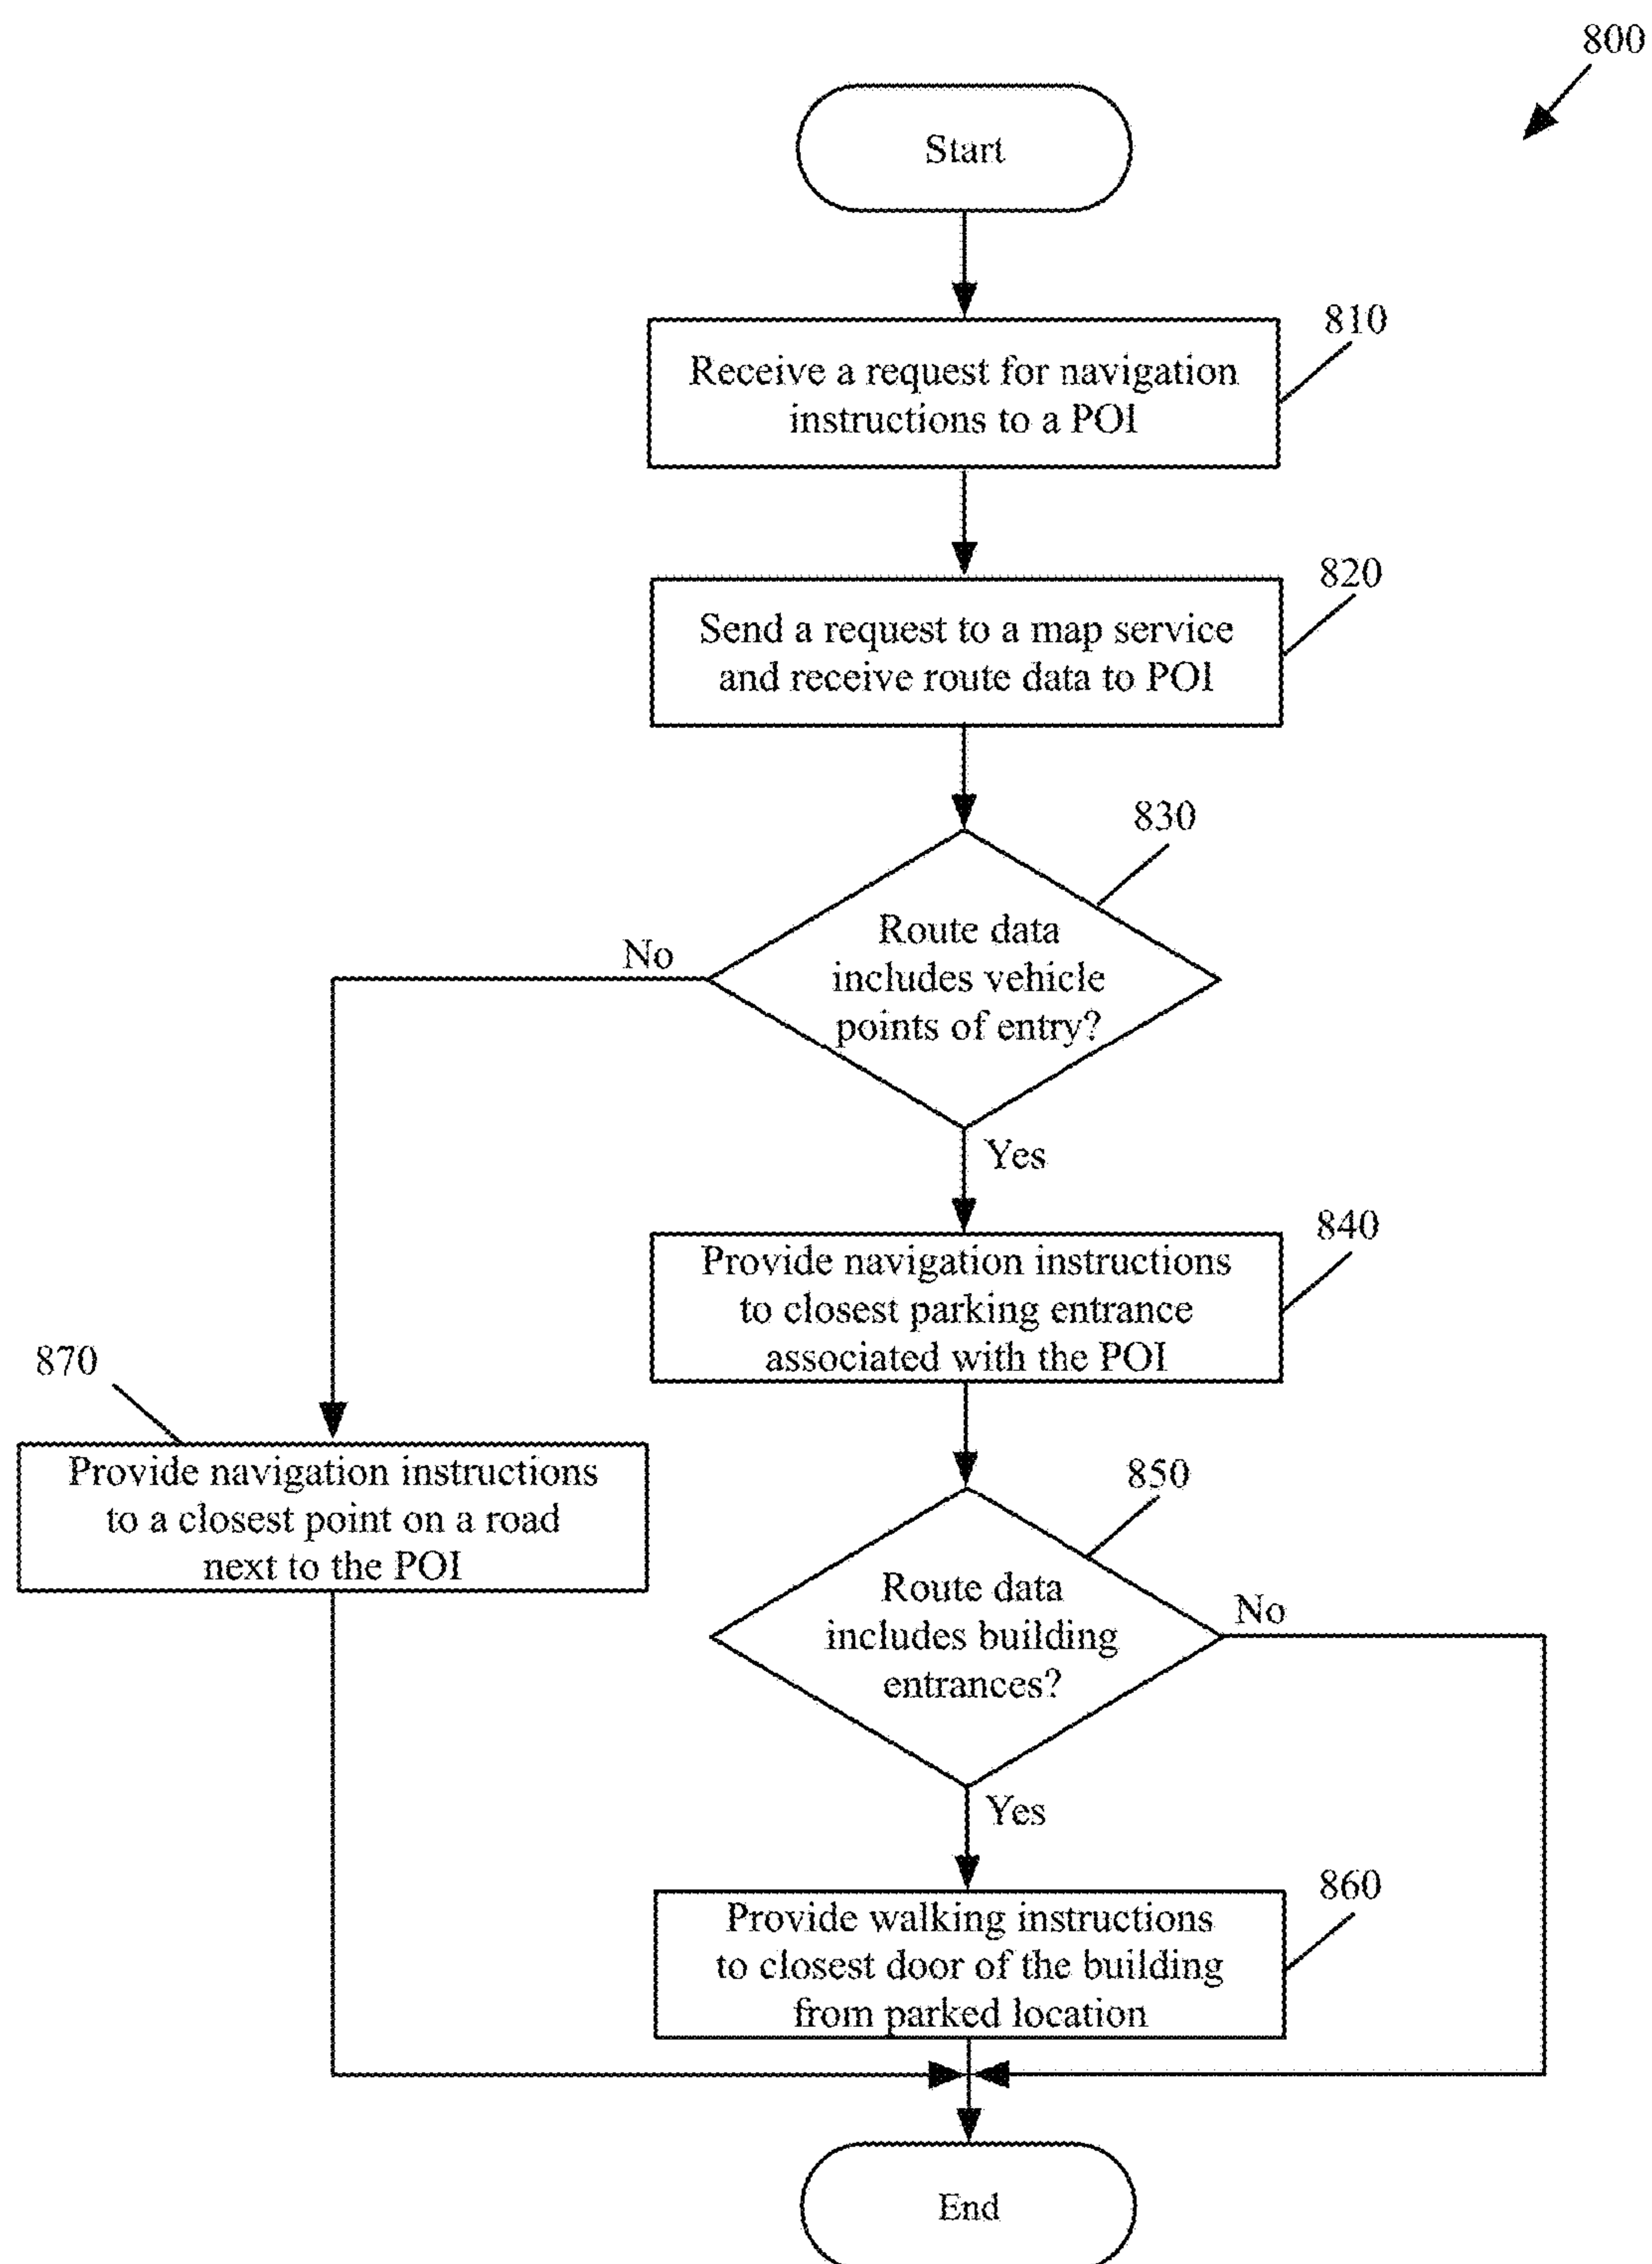 800
Start
810
Receive a request for navigation
instructions to a POI
820
Send a request to a map service
and receive route data to POI
830
Route data
includes vehicle
points of entry?
No
Yes
840
Provide navigation instructions
to closest parking entrance
associated with the POI
870
Provide navigation instructions
to a closest point on a road
next to the POI
850
Route data
includes building
entrances?
No
Yes
860
Provide walking instructions
to closest door of the building
from parked location
End